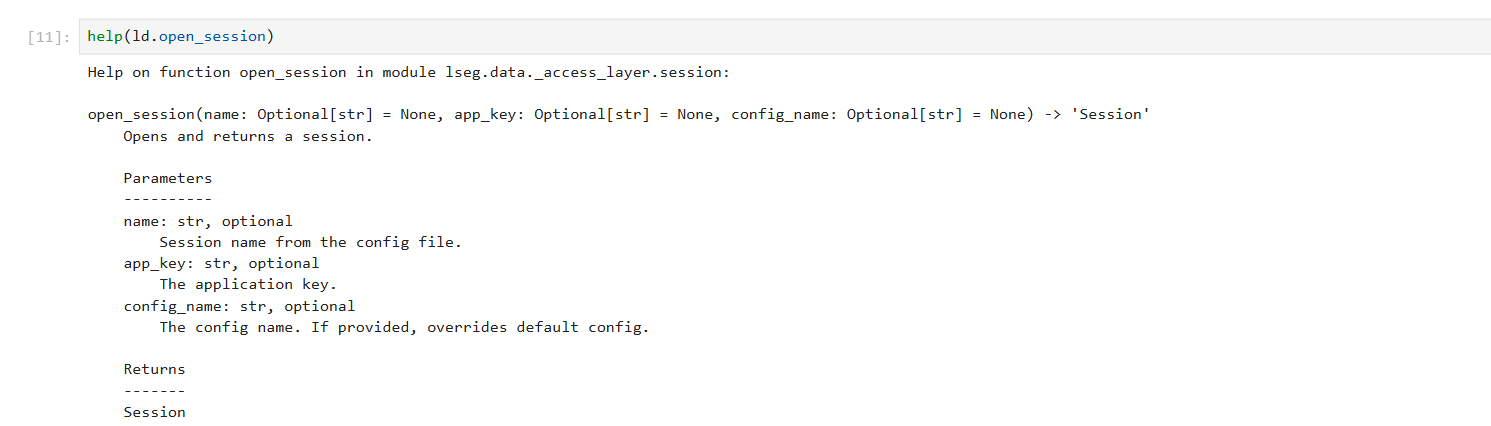 [11]: help(ld.open_session)
Help on function open_session in module lseg.data._access_layer.session:
open_session(name: Optional[str] = None, app_key: Optional[str] = None, config_name: Optional[str] = None) -> 'Session'
Opens and returns a session.
Parameters
----------
name: str, optional
Session name from the config file.
app_key: str, optional
The application key.
config_name: str, optional
The config name. If provided, overrides default config.
Returns
-------
Session